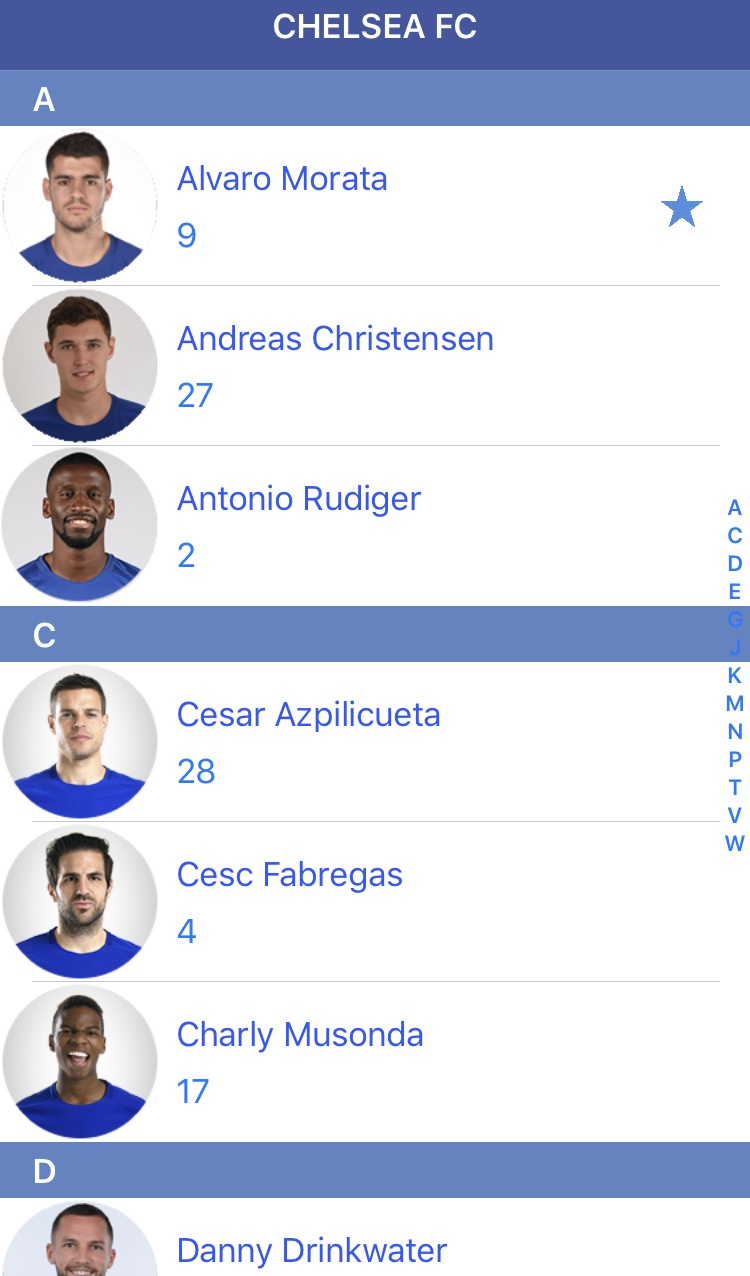 CHELSEA FC
A
Alvaro Morata
9
Andreas Christensen
27
Antonio Rudiger
2
C
Cesar Azpilicueta
28
Cesc Fabregas
4
Charly Musonda
17
D
Danny Drinkwater
A
C
D
E
G
J
K
M
N
P
T
V
W